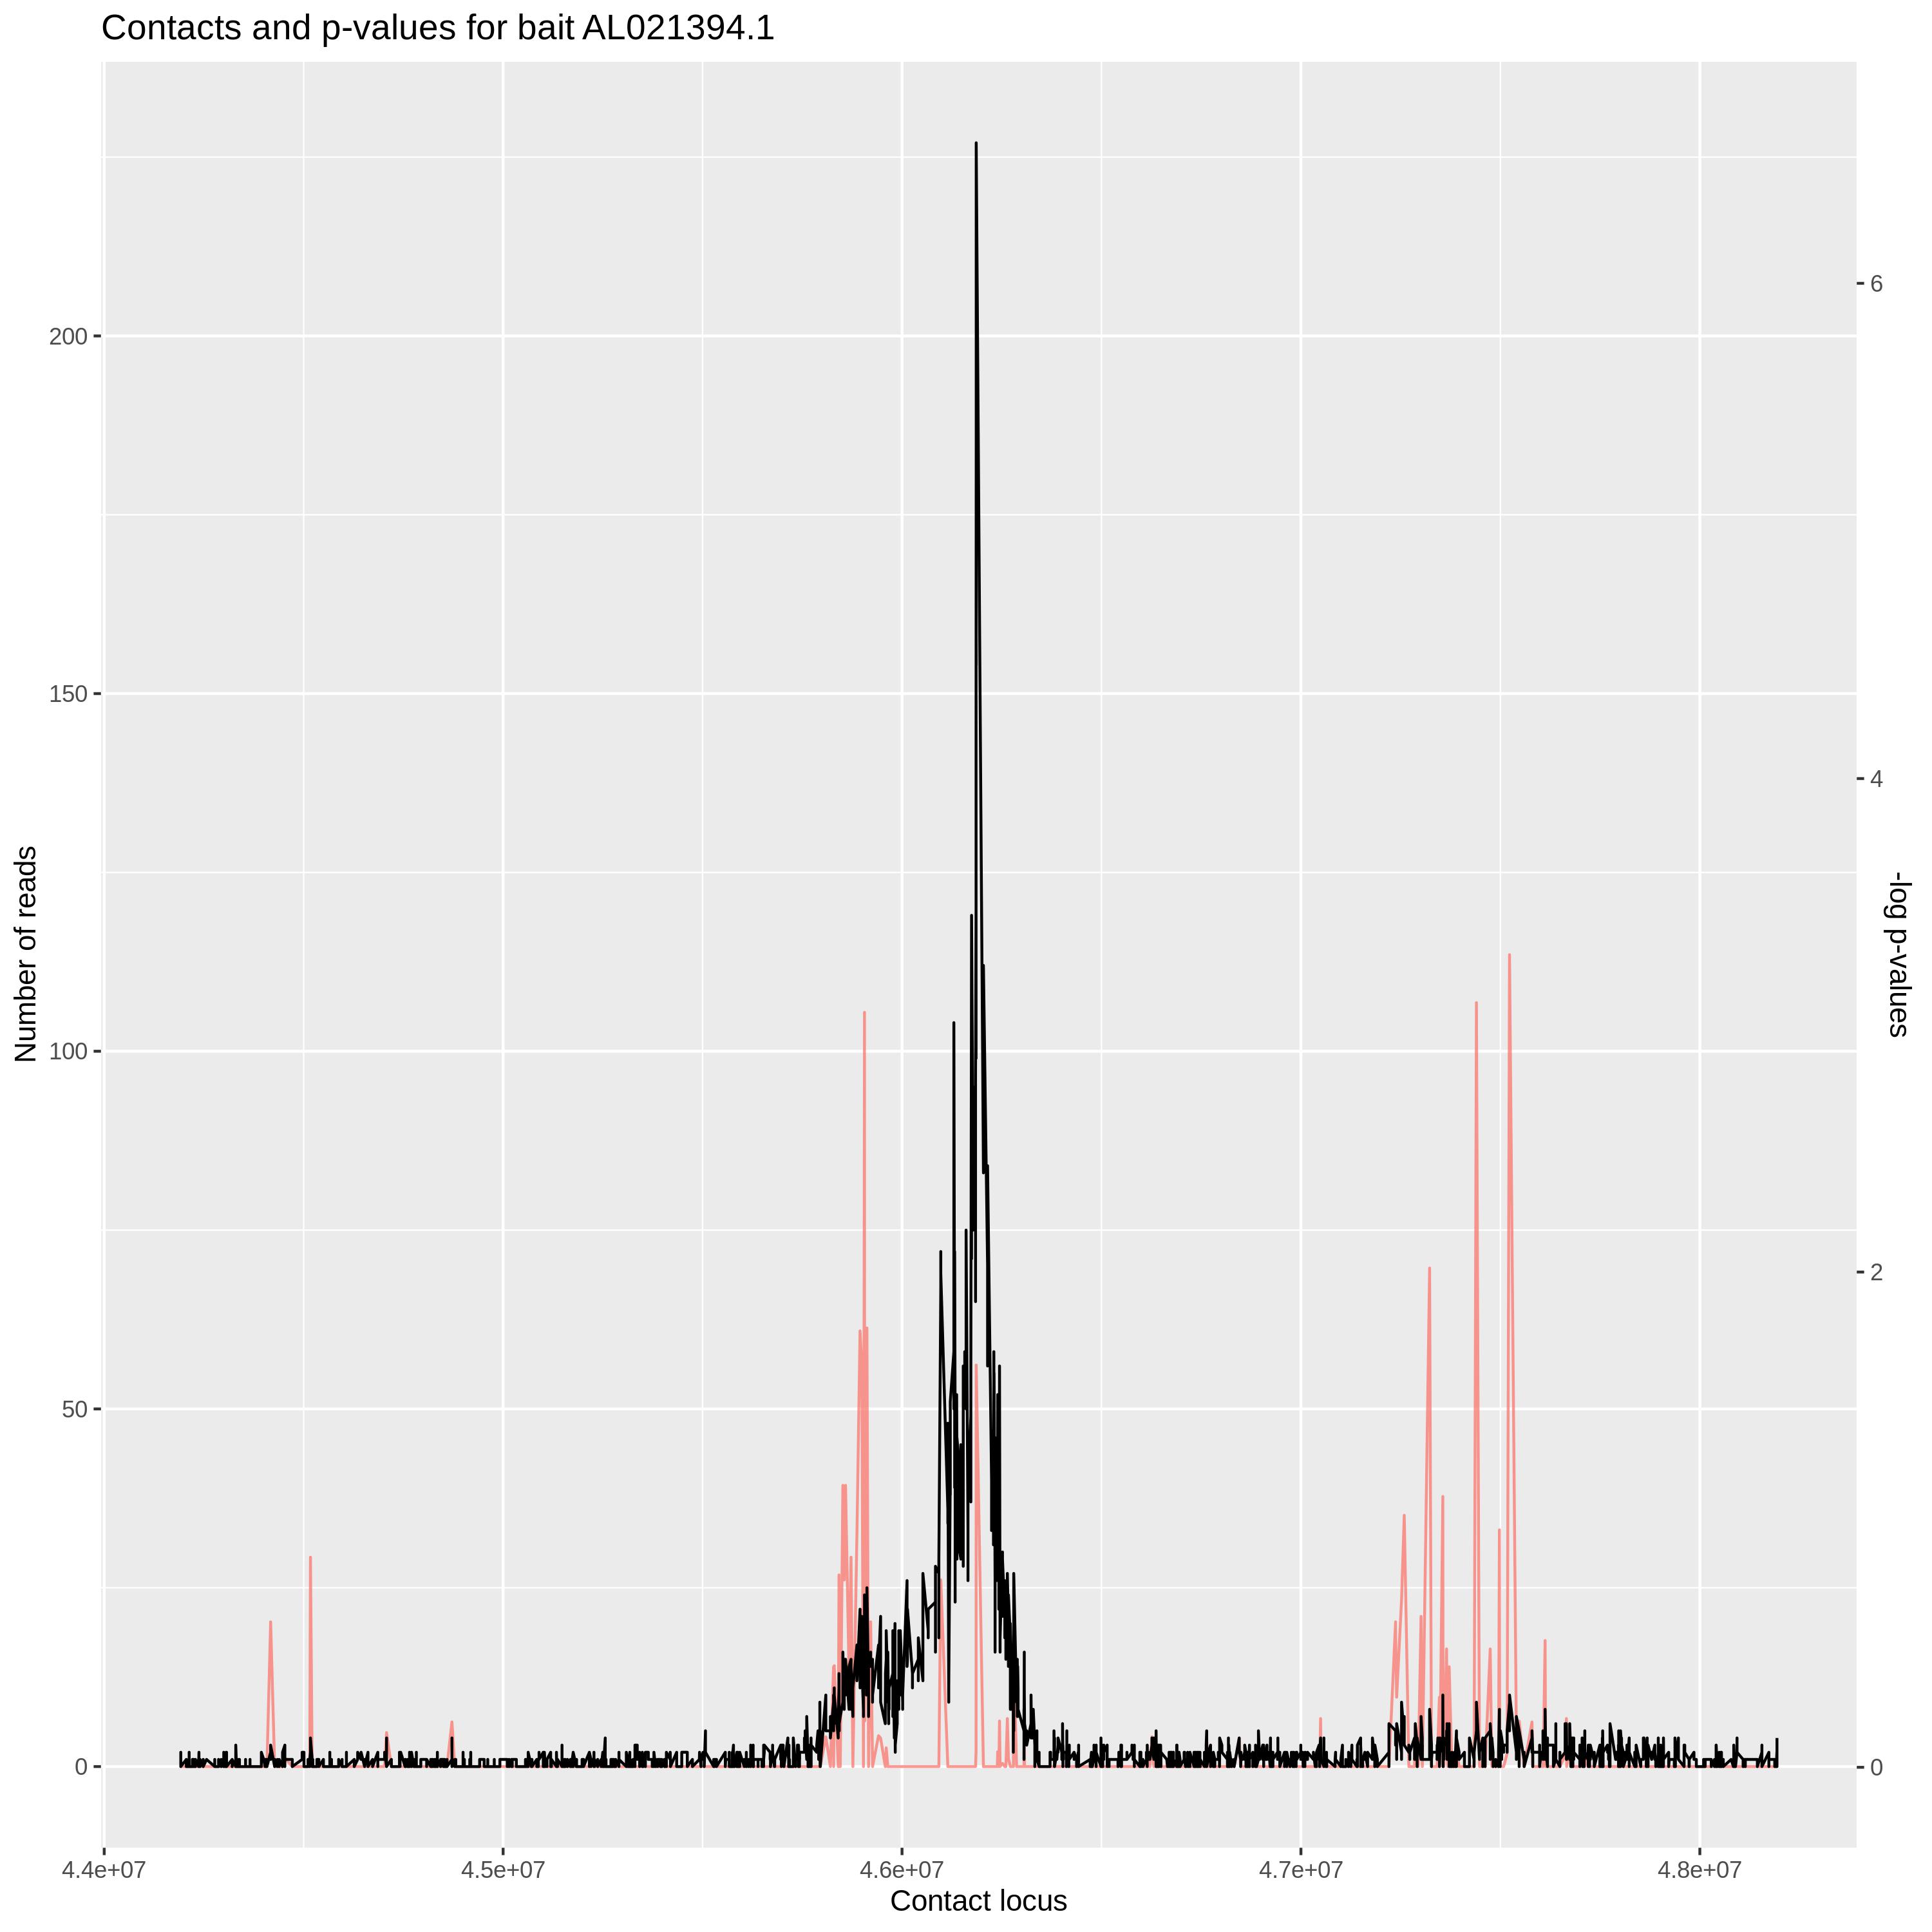 Contacts and p-values for bait AL021394.1
Number of reads
200
150
100
50
0
6
4
2
0
-log p-values
4.4e+07
4.5e+07
4.6e+07
4.7e+07
4.8e+07
Contact locus